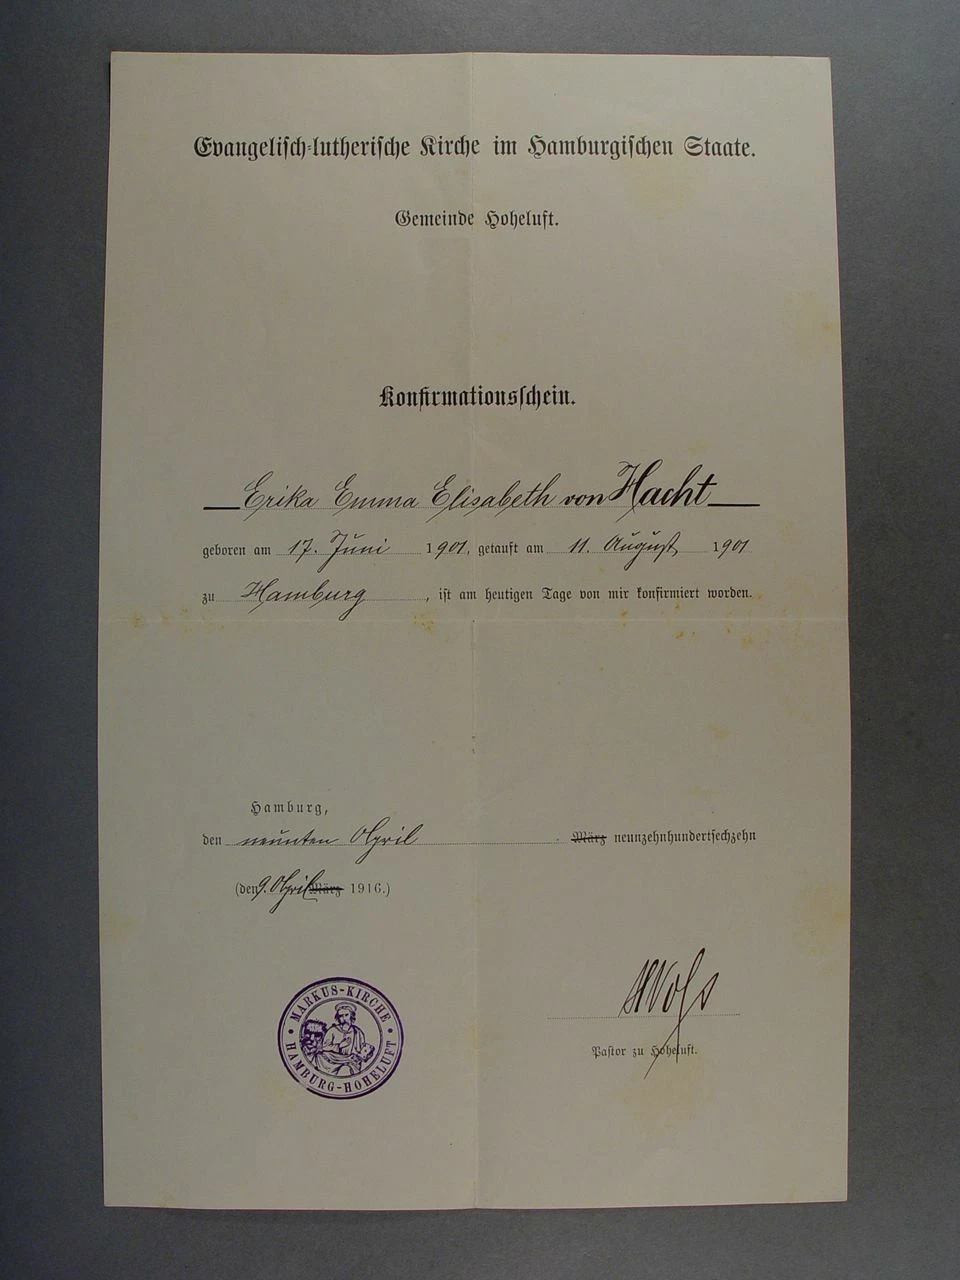 Evangelisch-lutherische Kirche im Hamburgischen Staate.
Gemeinde Hoheluft.
Konfirmationsschein.
Erika Emma Elisabeth von Hacht
geboren am 17. Juni 1901, getauft am 11. August 1901
zu Hamburg, ist am heutigen Tage von mir konfirmiert worden.
Hamburg,
den neunten April März neunzehnhundertsechzehn
(den 9. April März 1916.)
MARKUS-KIRCHE
HAMBURG-HOHELUFT
Pastor zu Hoheluft.